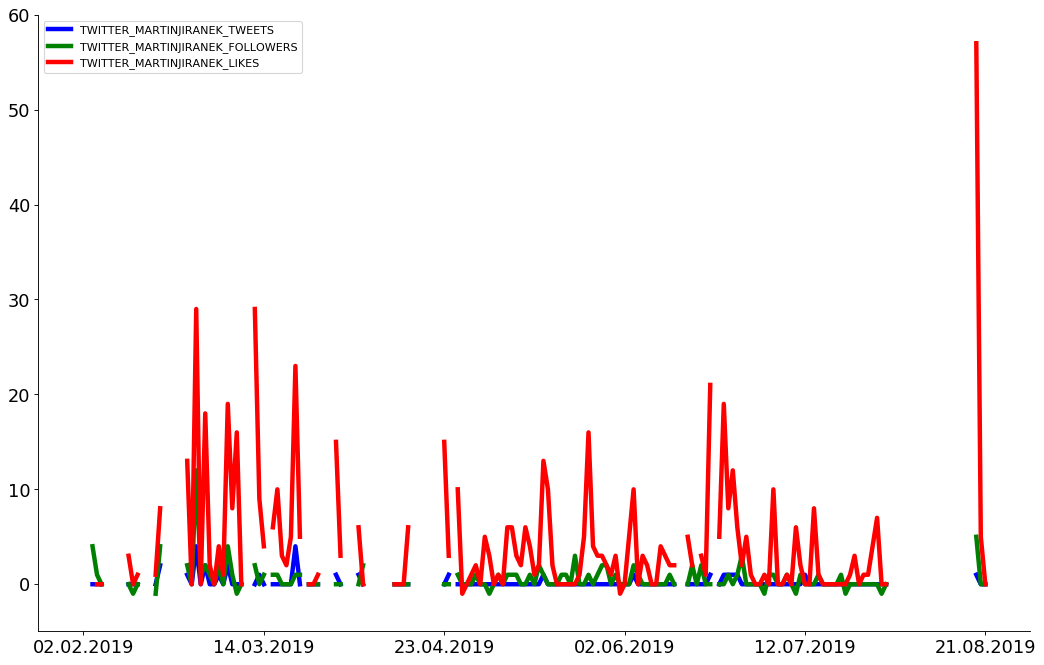 60
TWITTER_MARTINJIRANEK_TWEETS
TWITTER_MARTINJIRANEK_FOLLOWERS
TWITTER_MARTINJIRANEK_LIKES
50
40
30
20
10
0
02.02.2019 14.03.2019 23.04.2019 02.06.2019 12.07.2019 21.08.2019